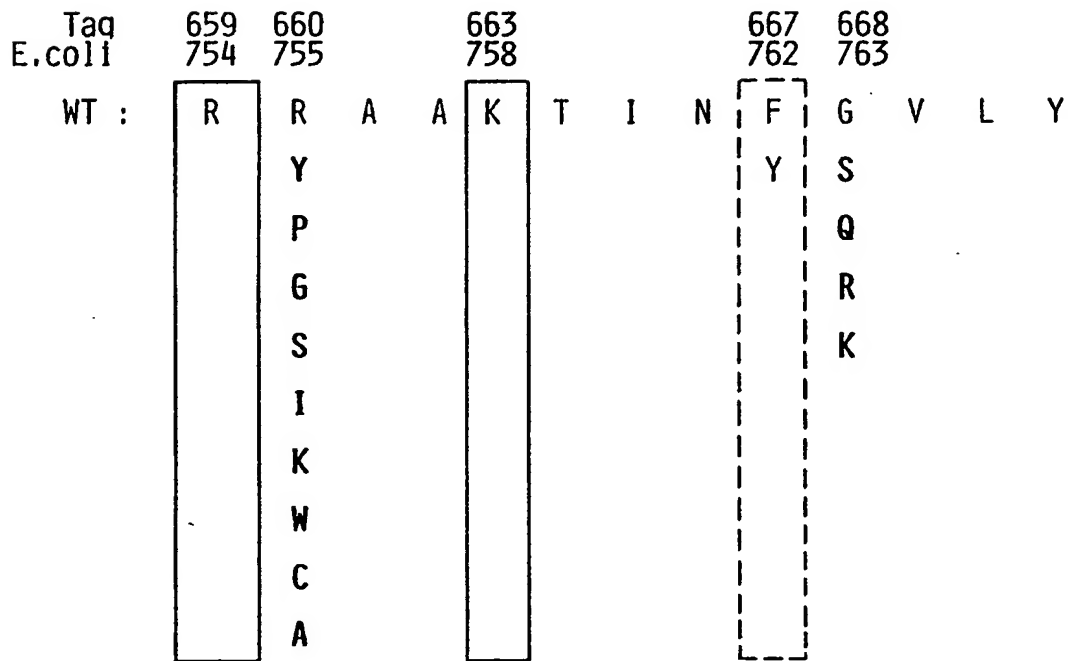 Taq 659 660 663 667 668
E.coli 754 755 758 762 763
WT : R R A A K T I N F G V L Y
Y Y S
P Q
G R
S K
I
K
W
C
A